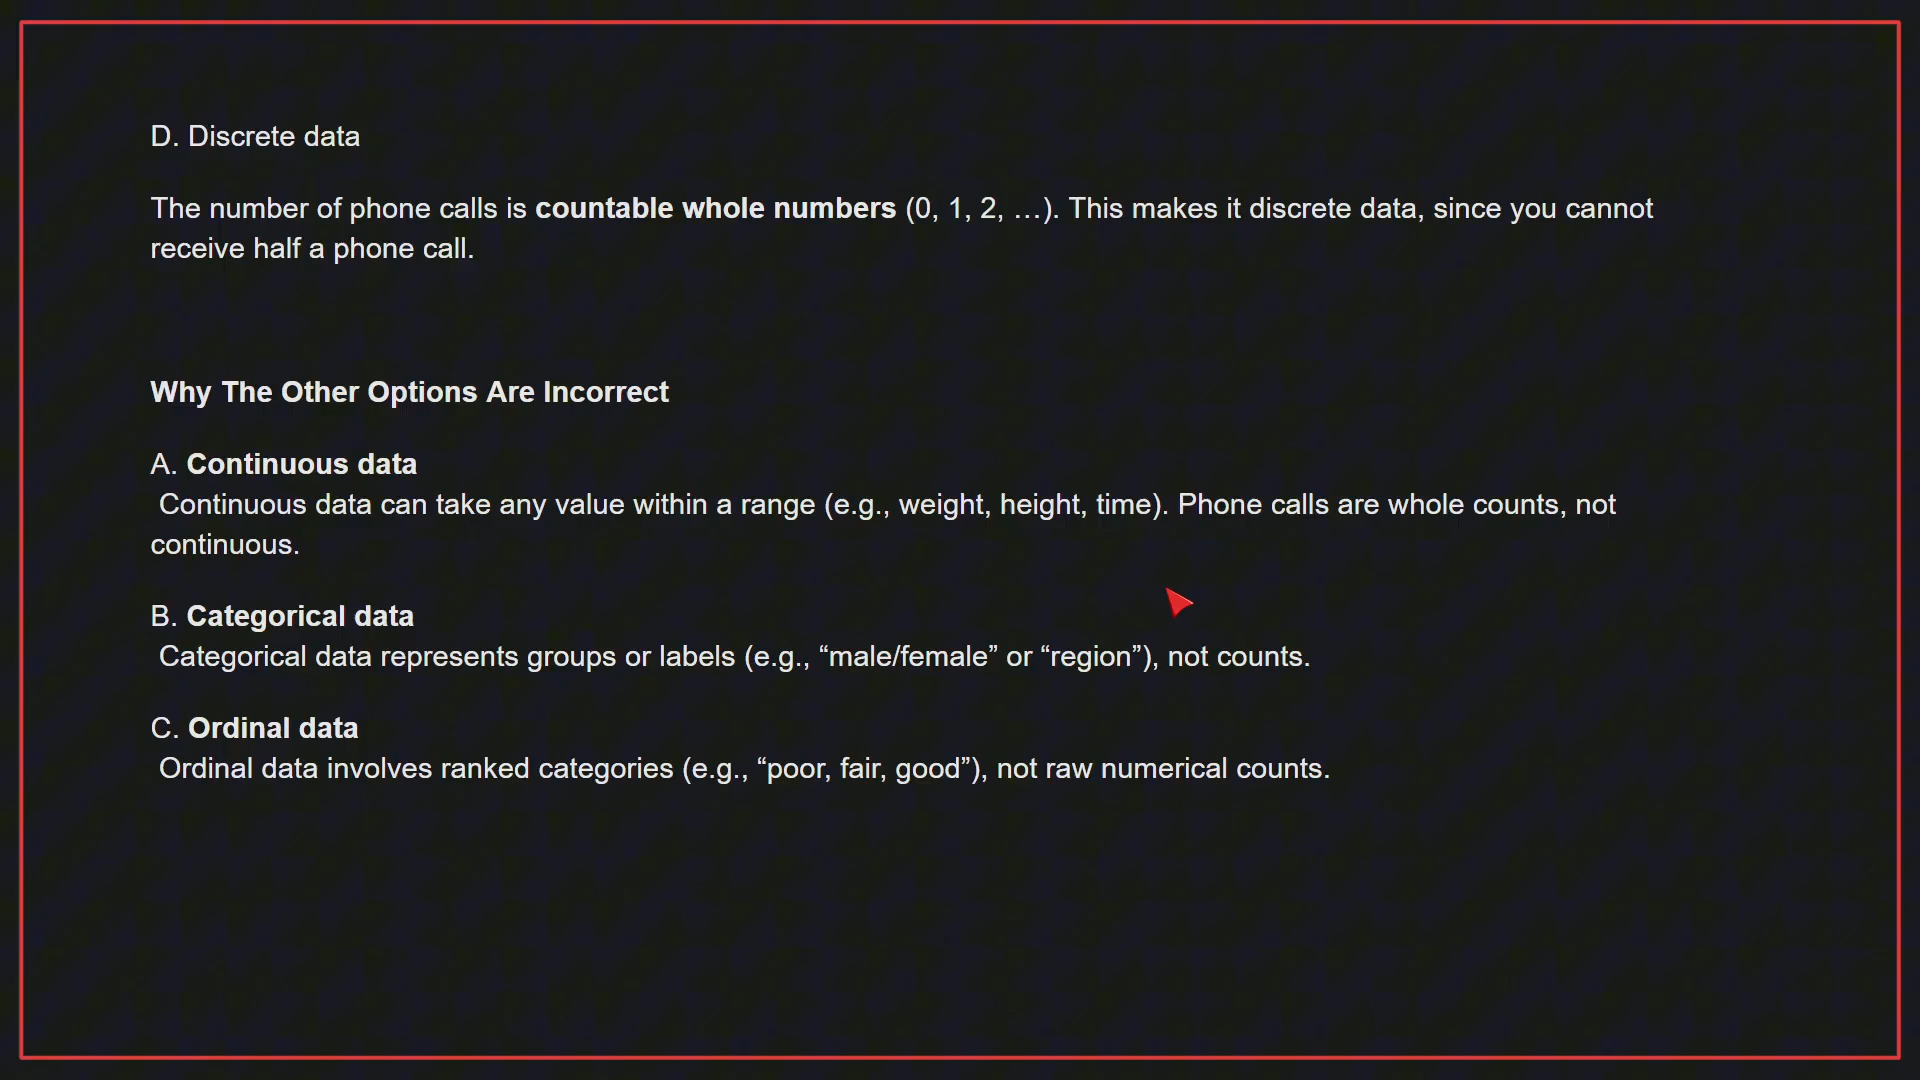 D. Discrete data
The number of phone calls is countable whole numbers (0, 1, 2, …). This makes it discrete data, since you cannot
receive half a phone call.
Why The Other Options Are Incorrect
A. Continuous data
Continuous data can take any value within a range (e.g., weight, height, time). Phone calls are whole counts, not
continuous.
B. Categorical data
Categorical data represents groups or labels (e.g., “male/female” or “region”), not counts.
C. Ordinal data
Ordinal data involves ranked categories (e.g., “poor, fair, good”), not raw numerical counts.